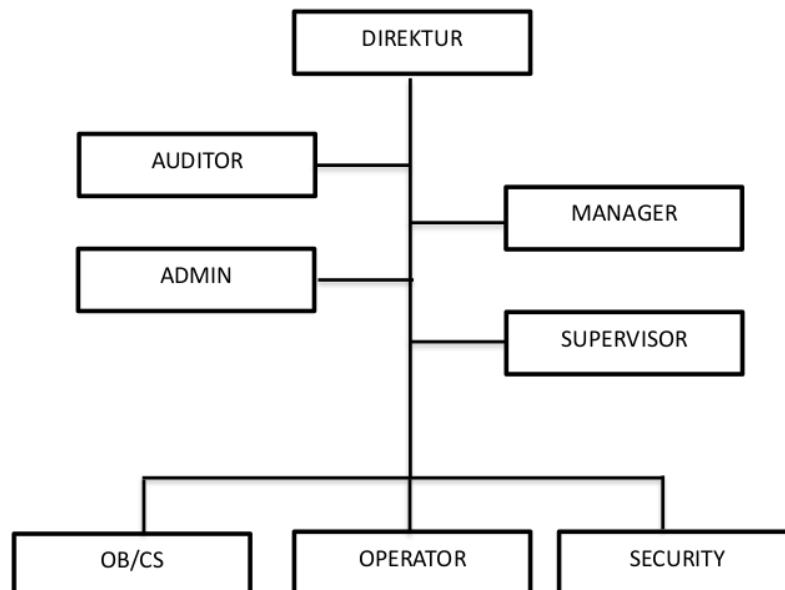 DIREKTUR
AUDITOR
MANAGER
ADMIN
SUPERVISOR
OB/CS
OPERATOR
SECURITY